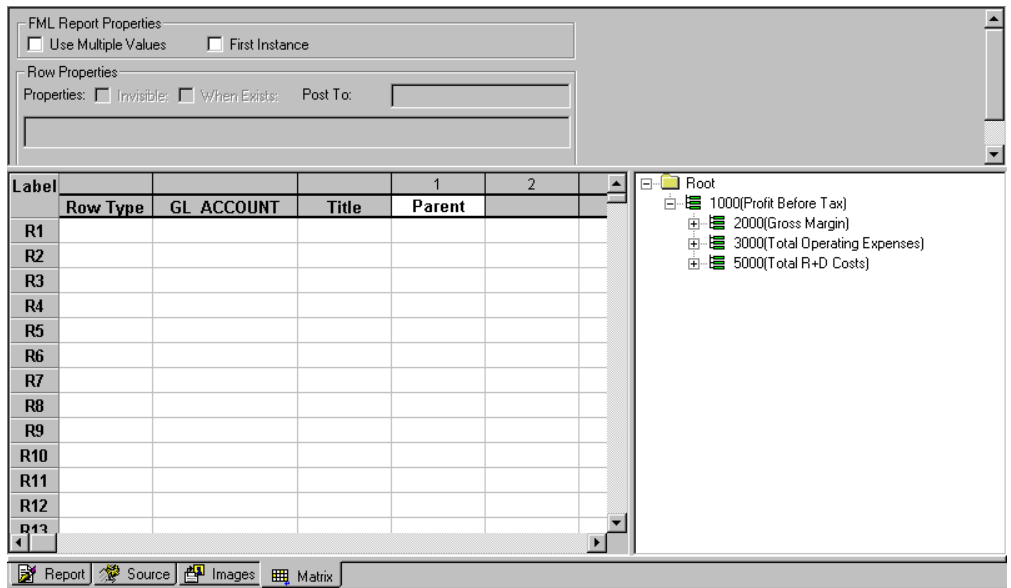 FML Report Properties
Use Multiple Values First Instance
Row Properties
Properties: Invisible: When Exists: Post To:
Label 1 2
Row Type GL_ACCOUNT Title Parent
R1
R2
R3
R4
R5
R6
R7
R8
R9
R10
R11
R12
R13
Root
1000(Profit Before Tax)
2000(Gross Margin)
3000(Total Operating Expenses)
5000(Total R+D Costs)
Report Source Images Matrix